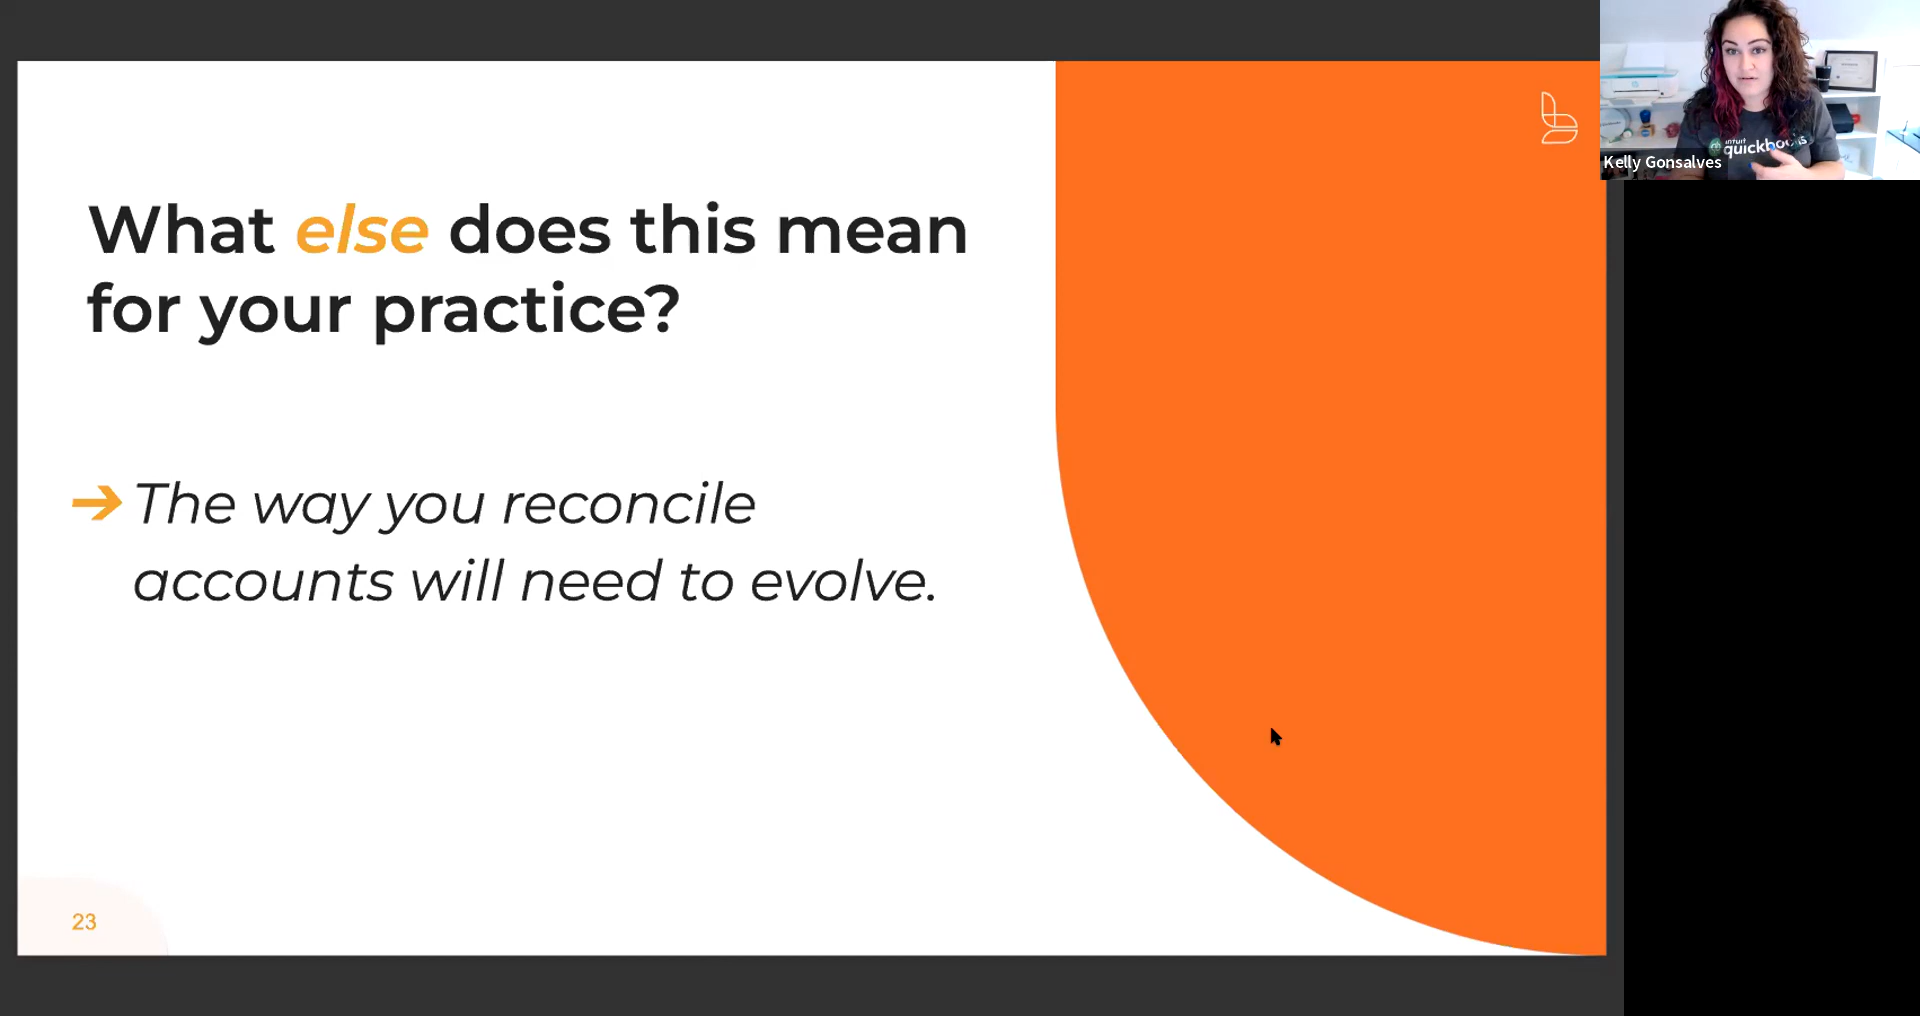 What else does this mean
for your practice?
➔ The way you reconcile
accounts will need to evolve.
23
intuit
quickbooks
Kelly Gonsalves